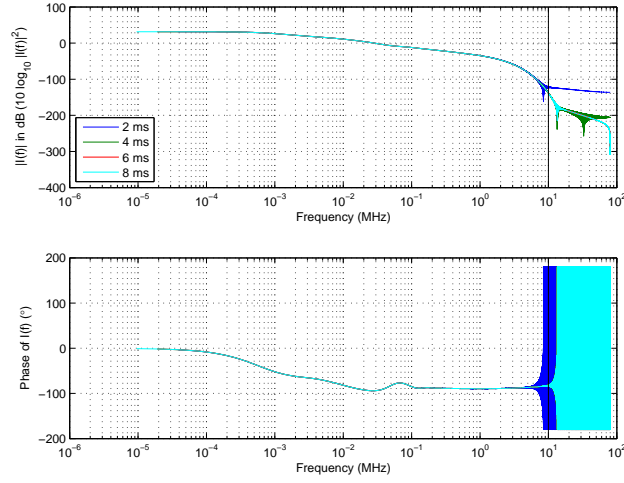 |I(f)| in dB (10 log₁₀ ||I(f)||²)
100
0
−100
−200
−300
−400
2 ms
4 ms
6 ms
8 ms
10⁻⁶ 10⁻⁵ 10⁻⁴ 10⁻³ 10⁻² 10⁻¹ 10⁰ 10¹ 10²
Frequency (MHz)
Phase of I(f) (°)
200
100
0
−100
−200
10⁻⁶ 10⁻⁵ 10⁻⁴ 10⁻³ 10⁻² 10⁻¹ 10⁰ 10¹ 10²
Frequency (MHz)